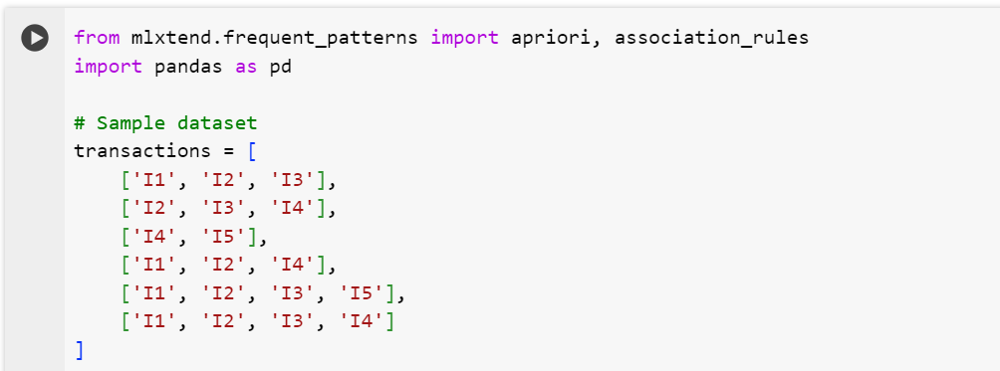 from mlxtend.frequent_patterns import apriori, association_rules
import pandas as pd

# Sample dataset
transactions = [
    ['I1', 'I2', 'I3'],
    ['I2', 'I3', 'I4'],
    ['I4', 'I5'],
    ['I1', 'I2', 'I4'],
    ['I1', 'I2', 'I3', 'I5'],
    ['I1', 'I2', 'I3', 'I4']
]